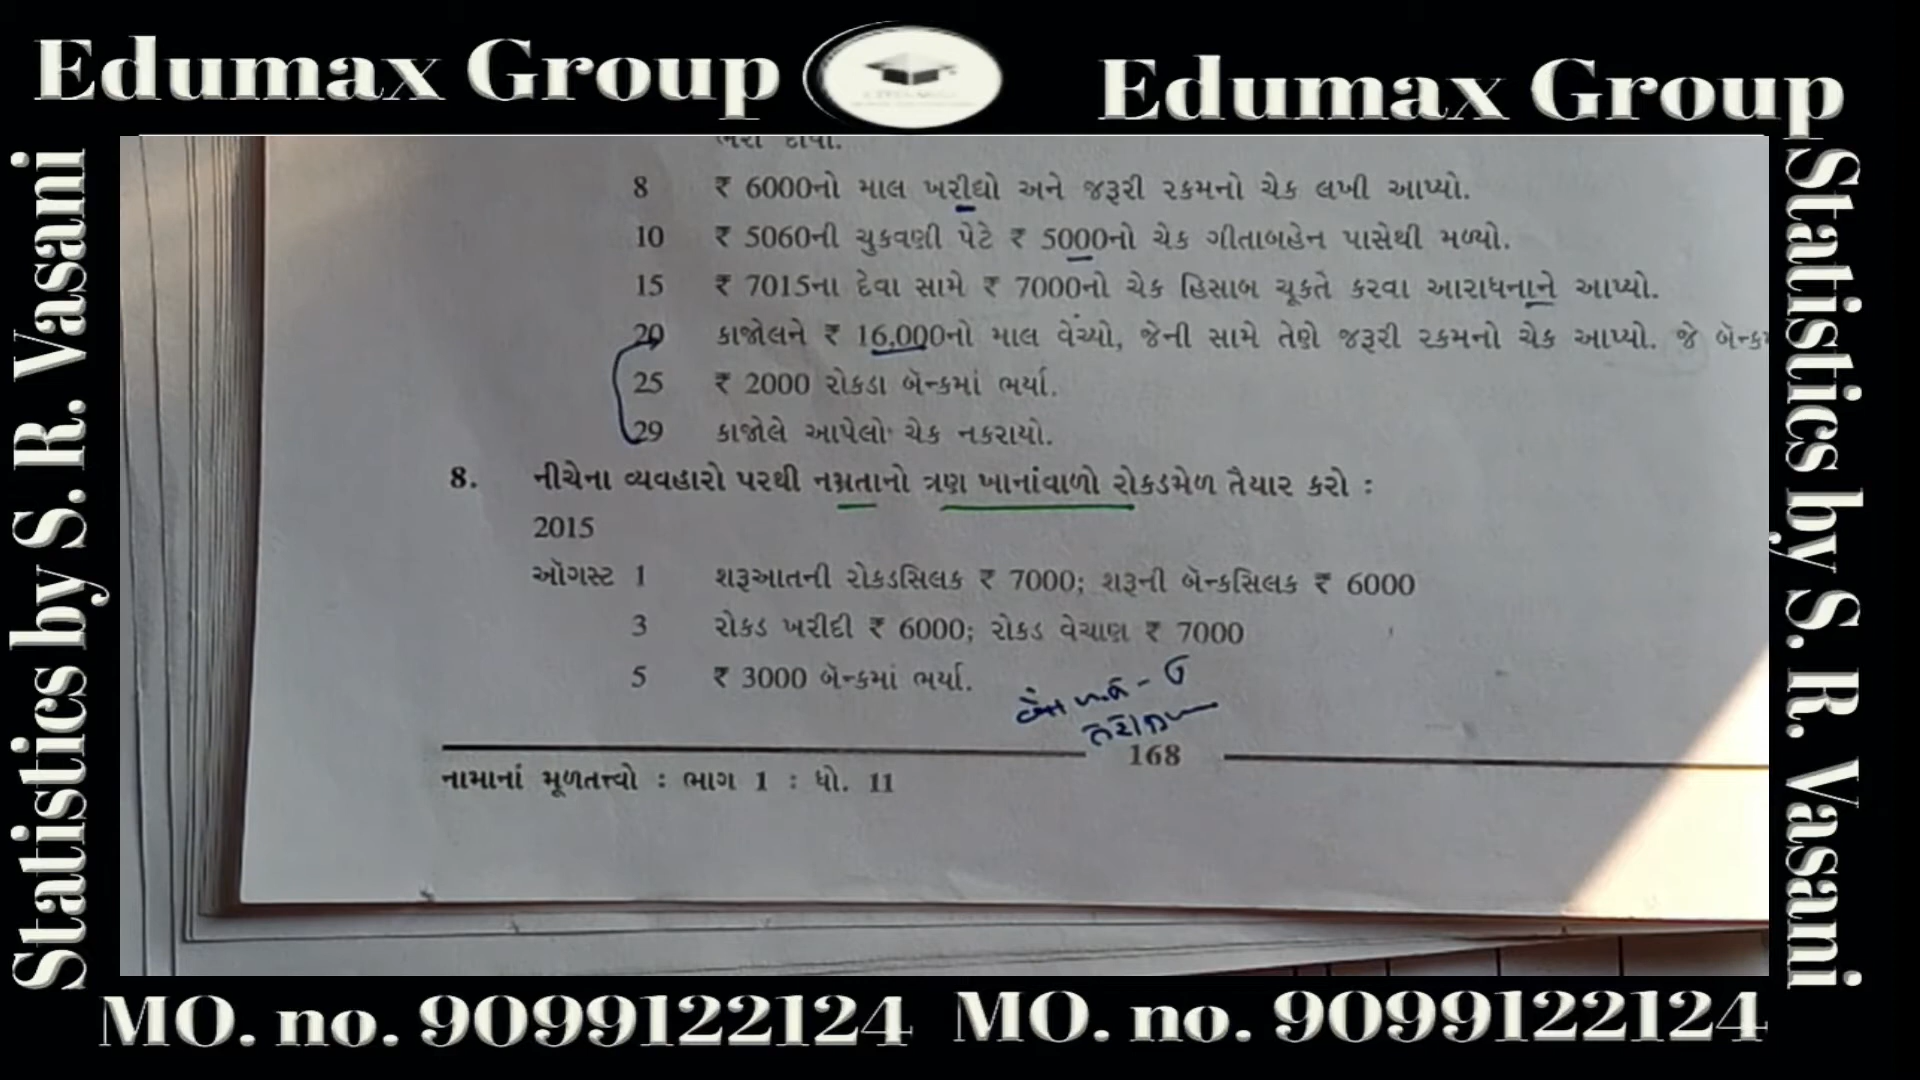 Edumax Group Edumax Group
Statistics by S. R. Vasani
Statistics by S. R. Vasani
8 ₹ 6000નો માલ ખરીદ્યો અને જરૂરી રકમનો ચેક લખી આપ્યો.
10 ₹ 5060ની ચુકવણી પેટે ₹ 5000નો ચેક ગીતાબહેન પાસેથી મળ્યો.
15 ₹ 7015ના દેવા સામે ₹ 7000નો ચેક હિસાબ ચૂકતે કરવા આરાધનાને આપ્યો.
20 કાજોલને ₹ 16,000નો માલ વેચ્યો, જેની સામે તેણે જરૂરી રકમનો ચેક આપ્યો. જે
25 ₹ 2000 રોકડા બૅન્કમાં ભર્યા.
29 કાજોલે આપેલો ચેક નકરાયો.
8. નીચેના વ્યવહારો પરથી નમ્રતાનો ત્રણ ખાનાંવાળો રોકડમેળ તૈયાર કરો :
2015
ઑગસ્ટ 1 શરૂઆતની રોકડસિલક ₹ 7000; શરૂની બૅન્કસિલક ₹ 6000
3 રોકડ ખરીદી ₹ 6000; રોકડ વેચાણ ₹ 7000
5 ₹ 3000 બૅન્કમાં ભર્યા.
168
નામાનાં મૂળતત્ત્વો : ભાગ 1 : ધો. 11
MO. no. 9099122124 MO. no. 9099122124